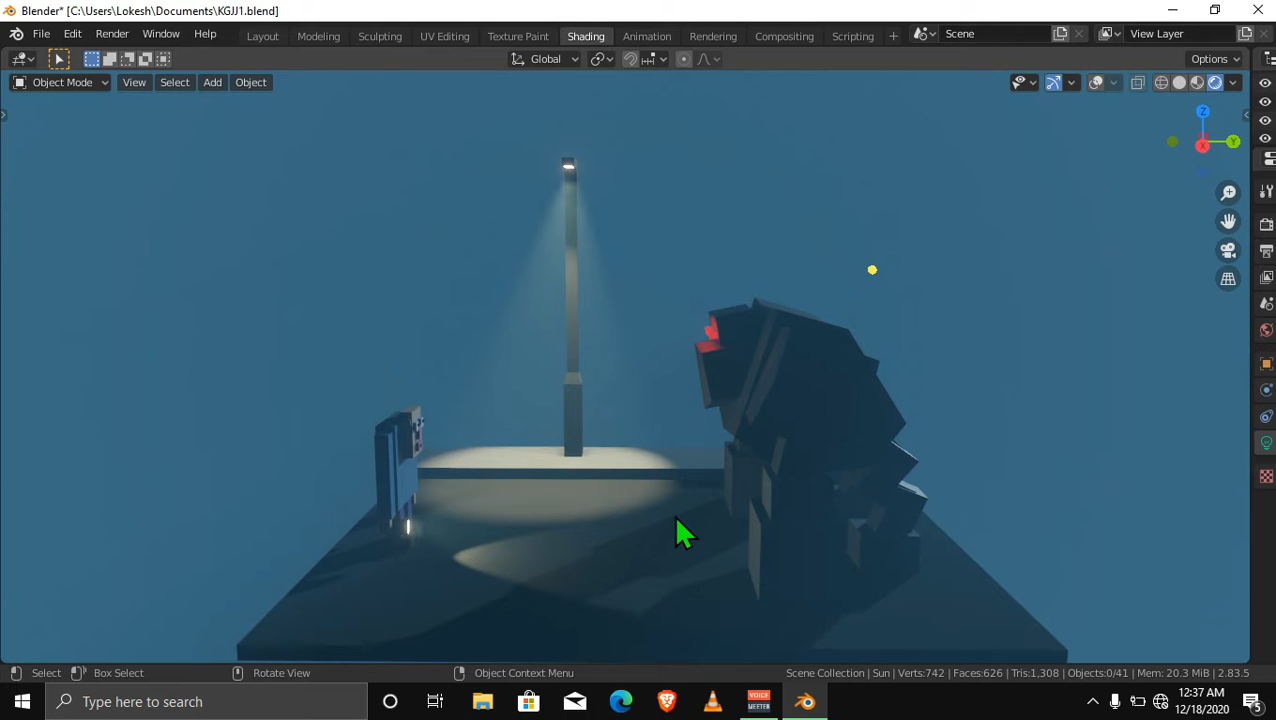 Blender* [C:\Users\Lokesh\Documents\KGJJ1.blend]
File Edit Render Window Help Layout Modeling Sculpting UV Editing Texture Paint Shading Animation Rendering Compositing Scripting + Scene View Layer
Global Options
Object Mode View Select Add Object
Z
X Y
Select Box Select Rotate View Object Context Menu Scene Collection | Sun | Verts:742 | Faces:626 | Tris:1,308 | Objects:0/41 | Mem: 20.3 MiB | 2.83.5
Type here to search VOICE MEETER 12:37 AM
12/18/2020 5